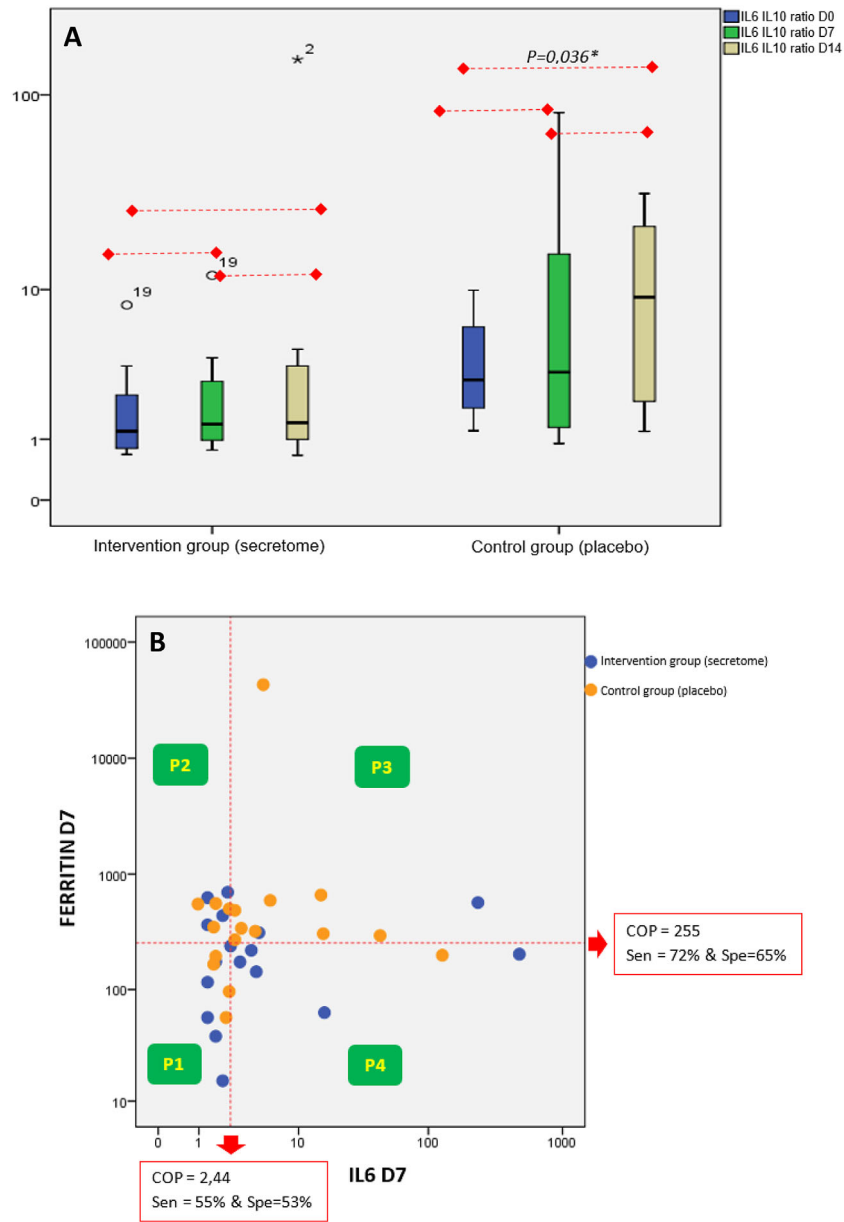 A
IL6 IL10 ratio D0
IL6 IL10 ratio D7
IL6 IL10 ratio D14
*2
P=0,036*
100
19
19
10
1
0
Intervention group (secretome)
Control group (placebo)
B
100000
Intervention group (secretome)
Control group (placebo)
P2
P3
10000
FERRITIN D7
1000
COP = 255
Sen = 72% & Spe=65%
100
P1
P4
10
0
1
10
100
1000
COP = 2,44
Sen = 55% & Spe=53%
IL6 D7